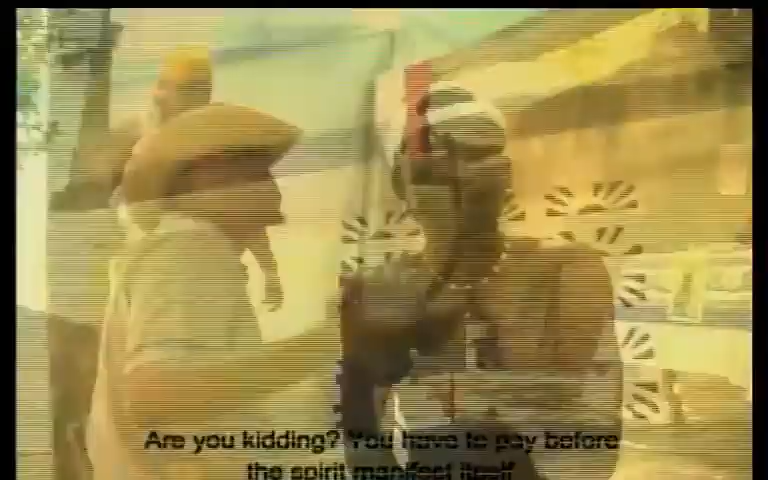 Are you kidding? You have to pay before
the spirit manifest itself